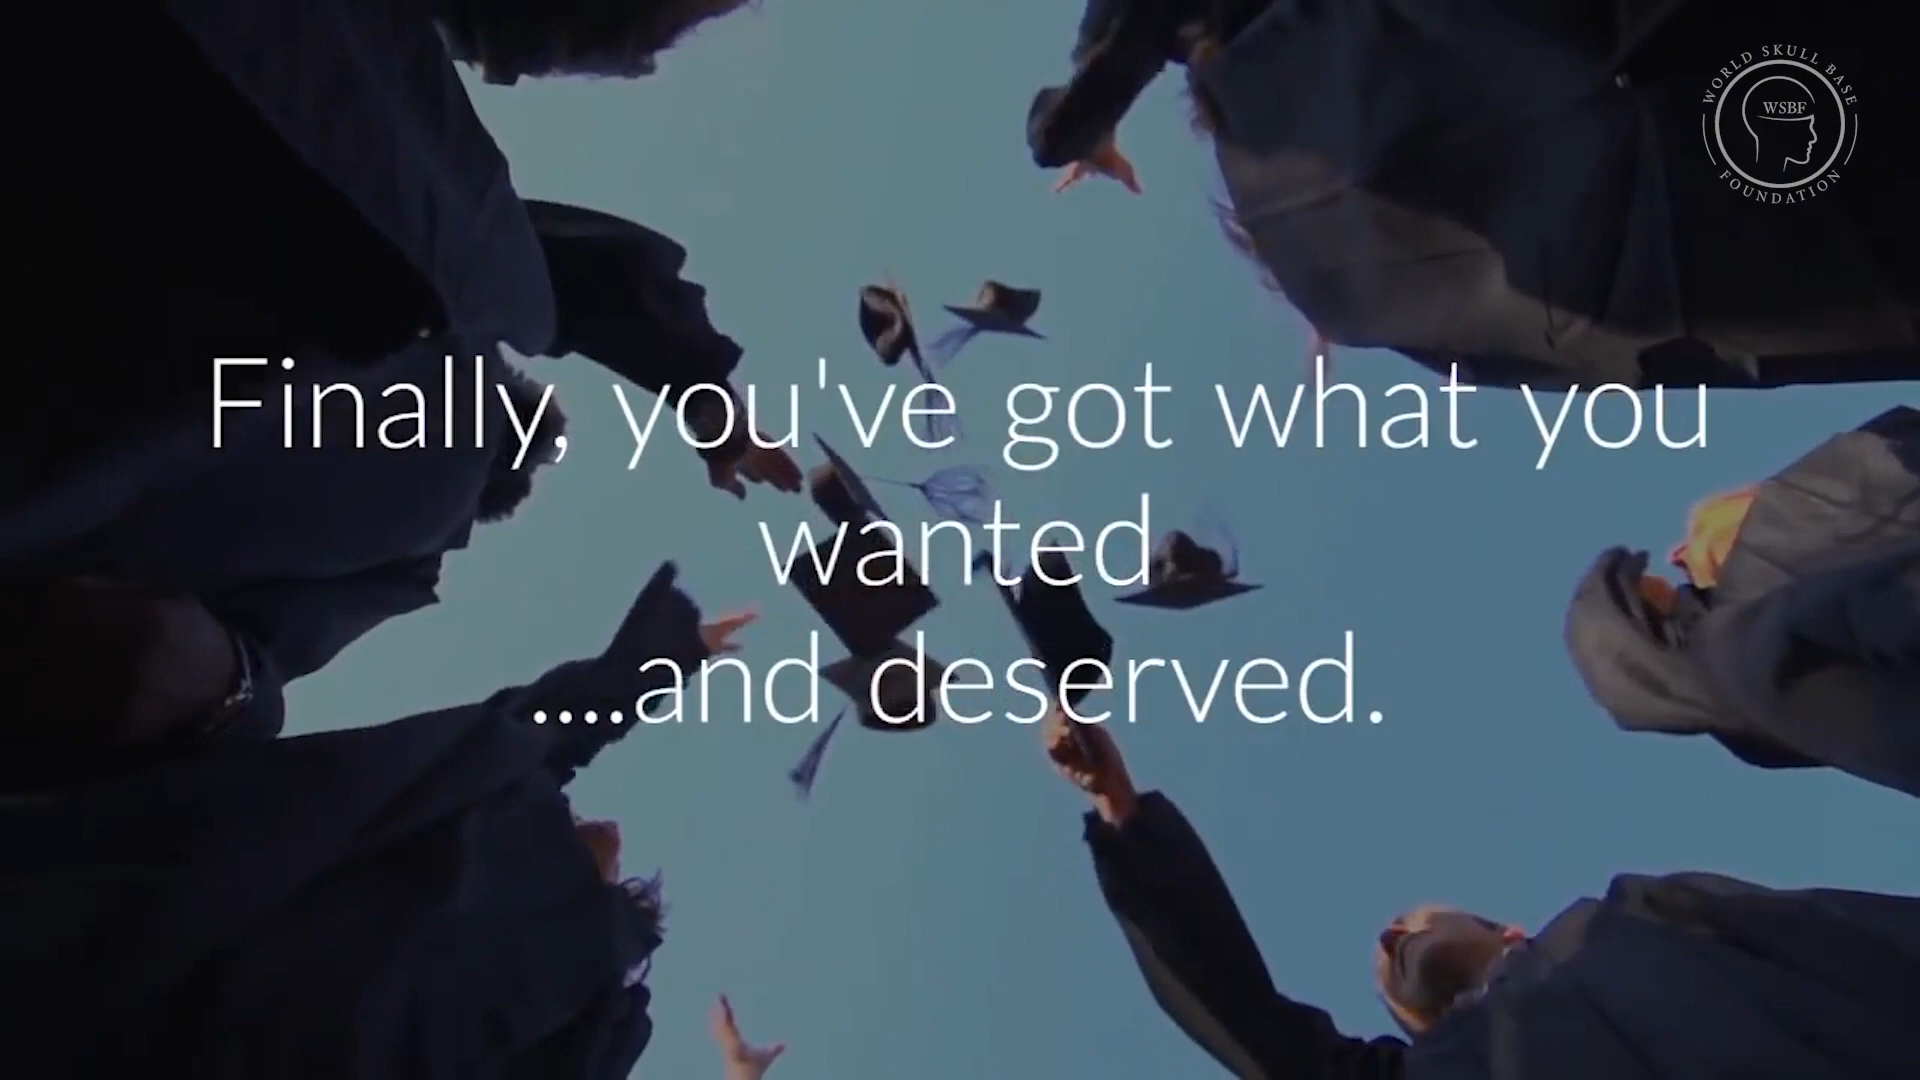 WORLD SKULL BASE
WSBF
FOUNDATION
Finally, you've got what you
wanted
....and deserved.